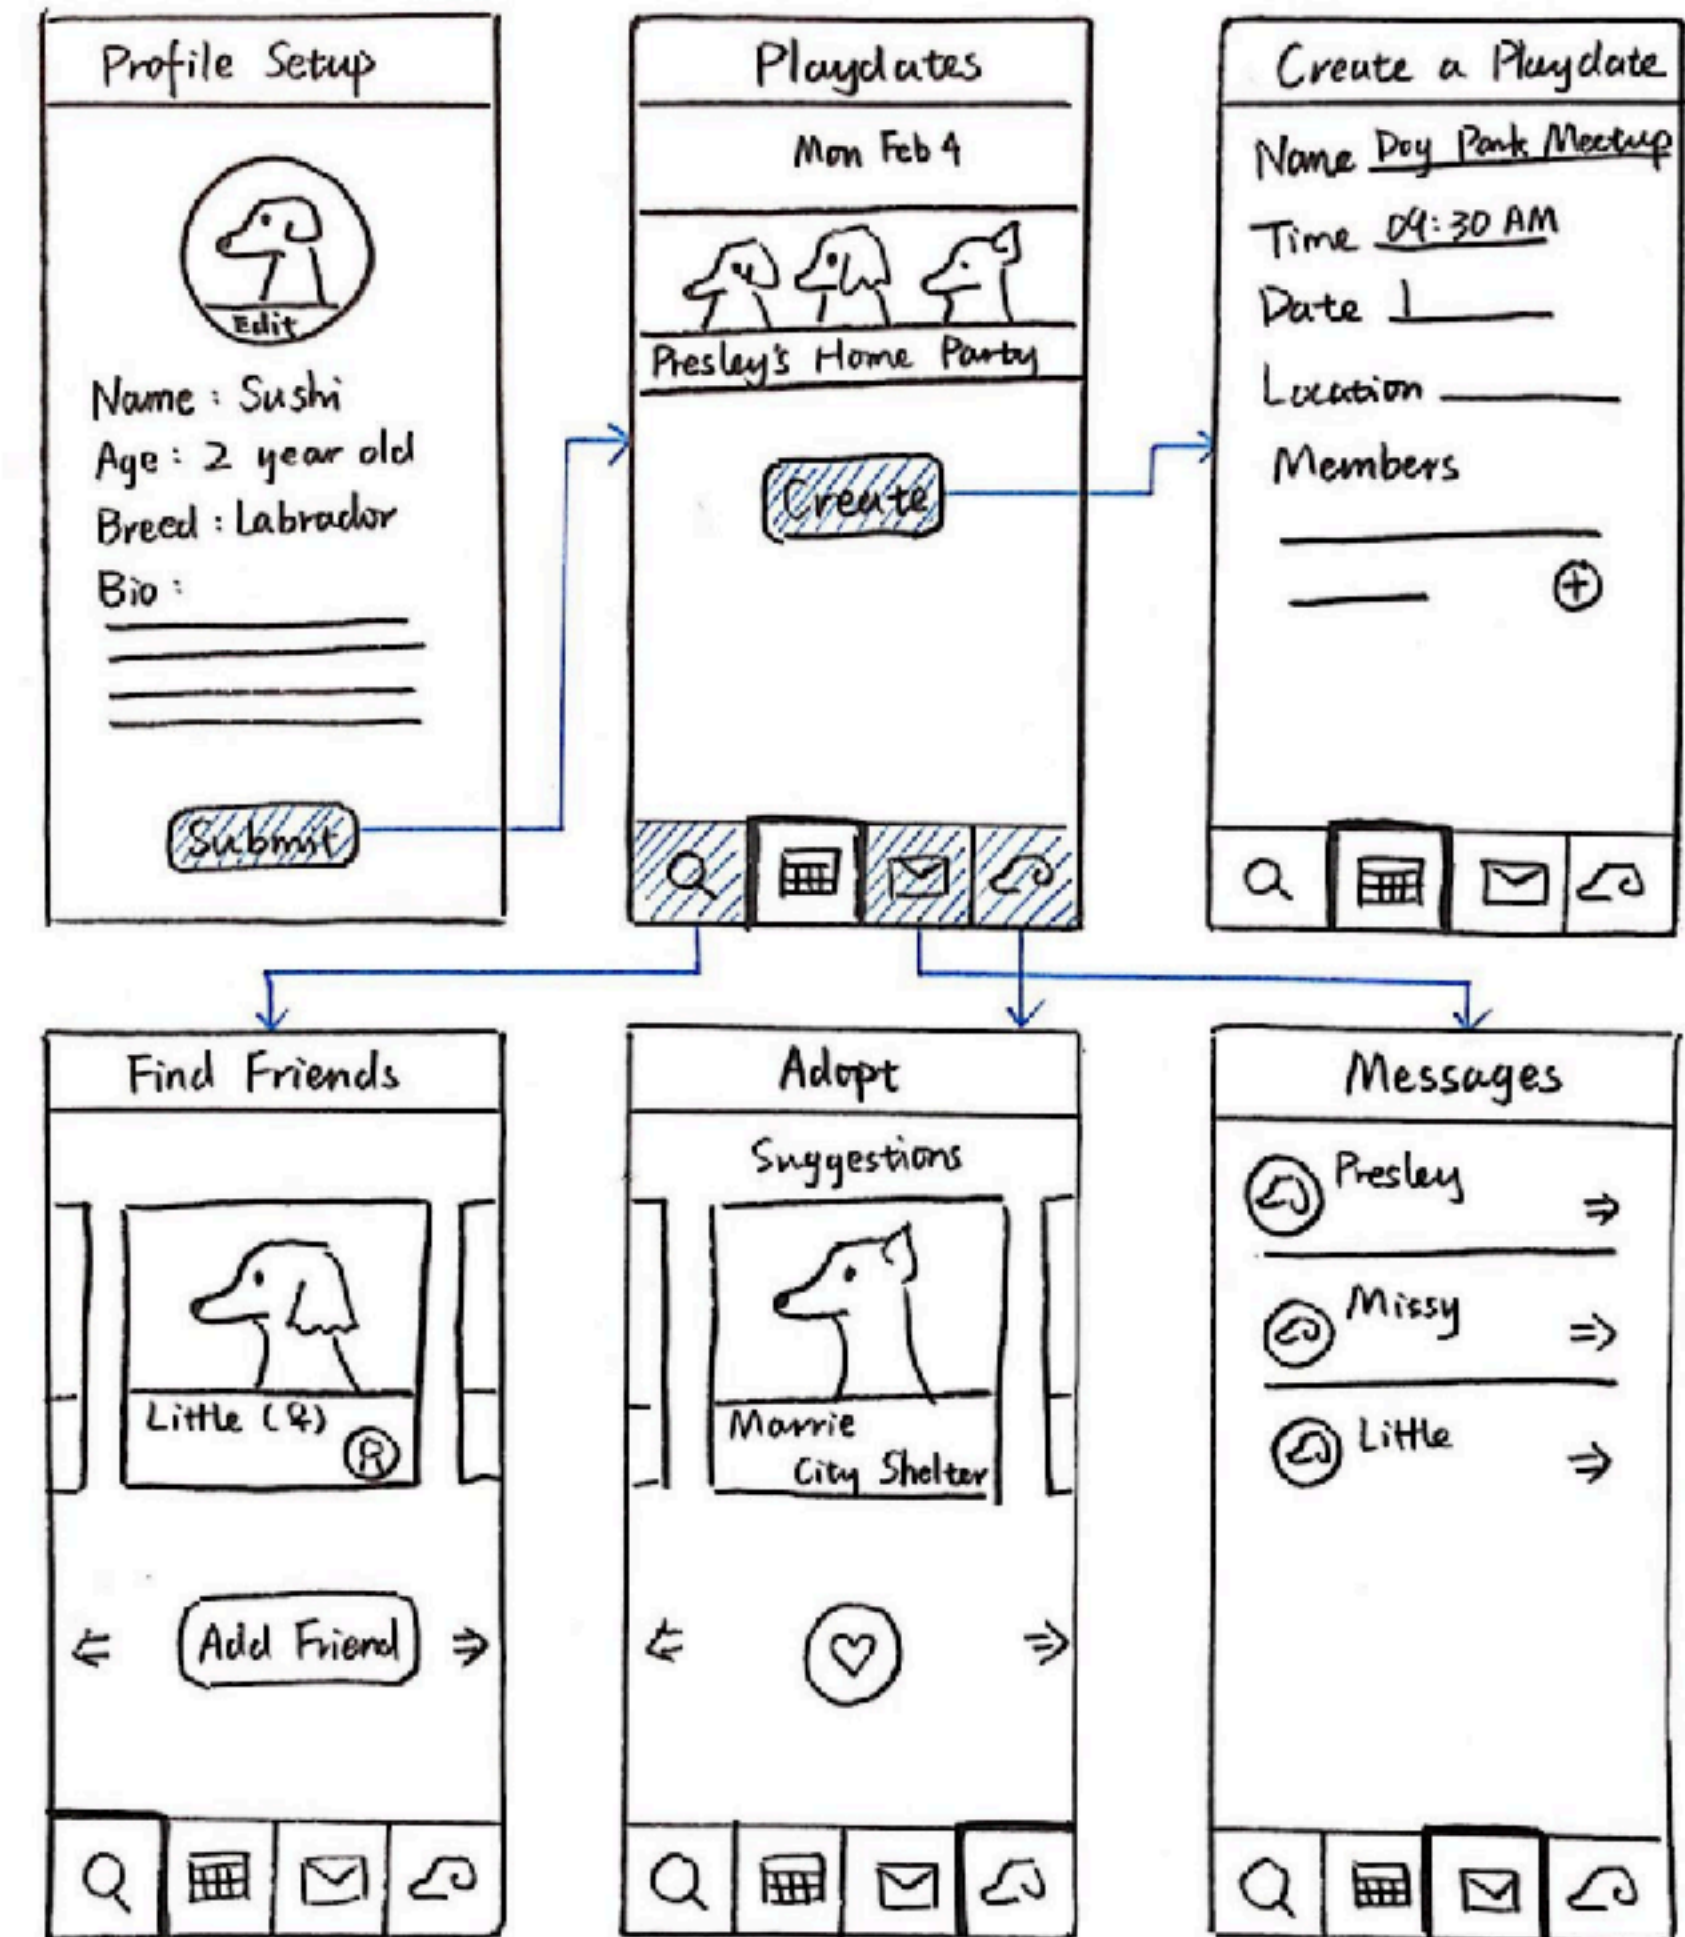 Profile Setup
Edit
Name : Sushi
Age : 2 year old
Breed : Labrador
Bio :
Submit
Playdates
Mon Feb 4
Presley's Home Party
Create
Create a Playdate
Name Dog Park Meetup
Time 09:30 AM
Date
Location
Members
Find Friends
Little (♀)
R
Add Friend
Adopt
Suggestions
Marrie
City Shelter
Messages
Presley
Missy
Little